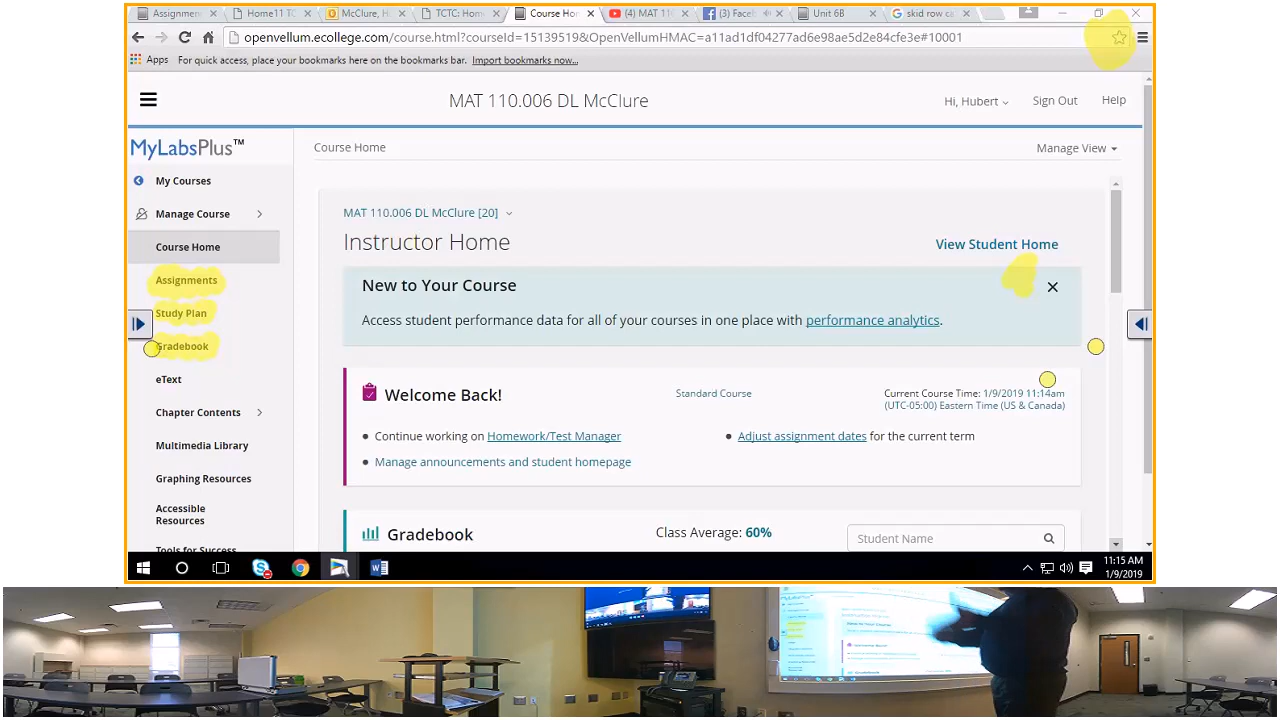 Assignment
Home11 TC
McClure, H
TCTC: Hom
Course Ho
(4) MAT 11
(3) Face
Unit 6B
skid row ca
openvellum.ecollege.com/course.html?courseId=15139519&OpenVellumHMAC=a11ad1df04277ad6e98ae5d2e84cfe3e#10001
Apps For quick access, place your bookmarks here on the bookmarks bar. Import bookmarks now...
MAT 110.006 DL McClure
Hi, Hubert
Sign Out
Help
MyLabsPlus™
Course Home
Manage View
My Courses
Manage Course
Course Home
Assignments
Study Plan
Gradebook
eText
Chapter Contents
Multimedia Library
Graphing Resources
Accessible
Resources
Tools for Success
MAT 110.006 DL McClure [20]
Instructor Home
View Student Home
New to Your Course
Access student performance data for all of your courses in one place with performance analytics.
Welcome Back!
Standard Course
Current Course Time: 1/9/2019 11:14am
(UTC-05:00) Eastern Time (US & Canada)
Continue working on Homework/Test Manager
Adjust assignment dates for the current term
Manage announcements and student homepage
Gradebook
Class Average: 60%
Student Name
11:15 AM
1/9/2019